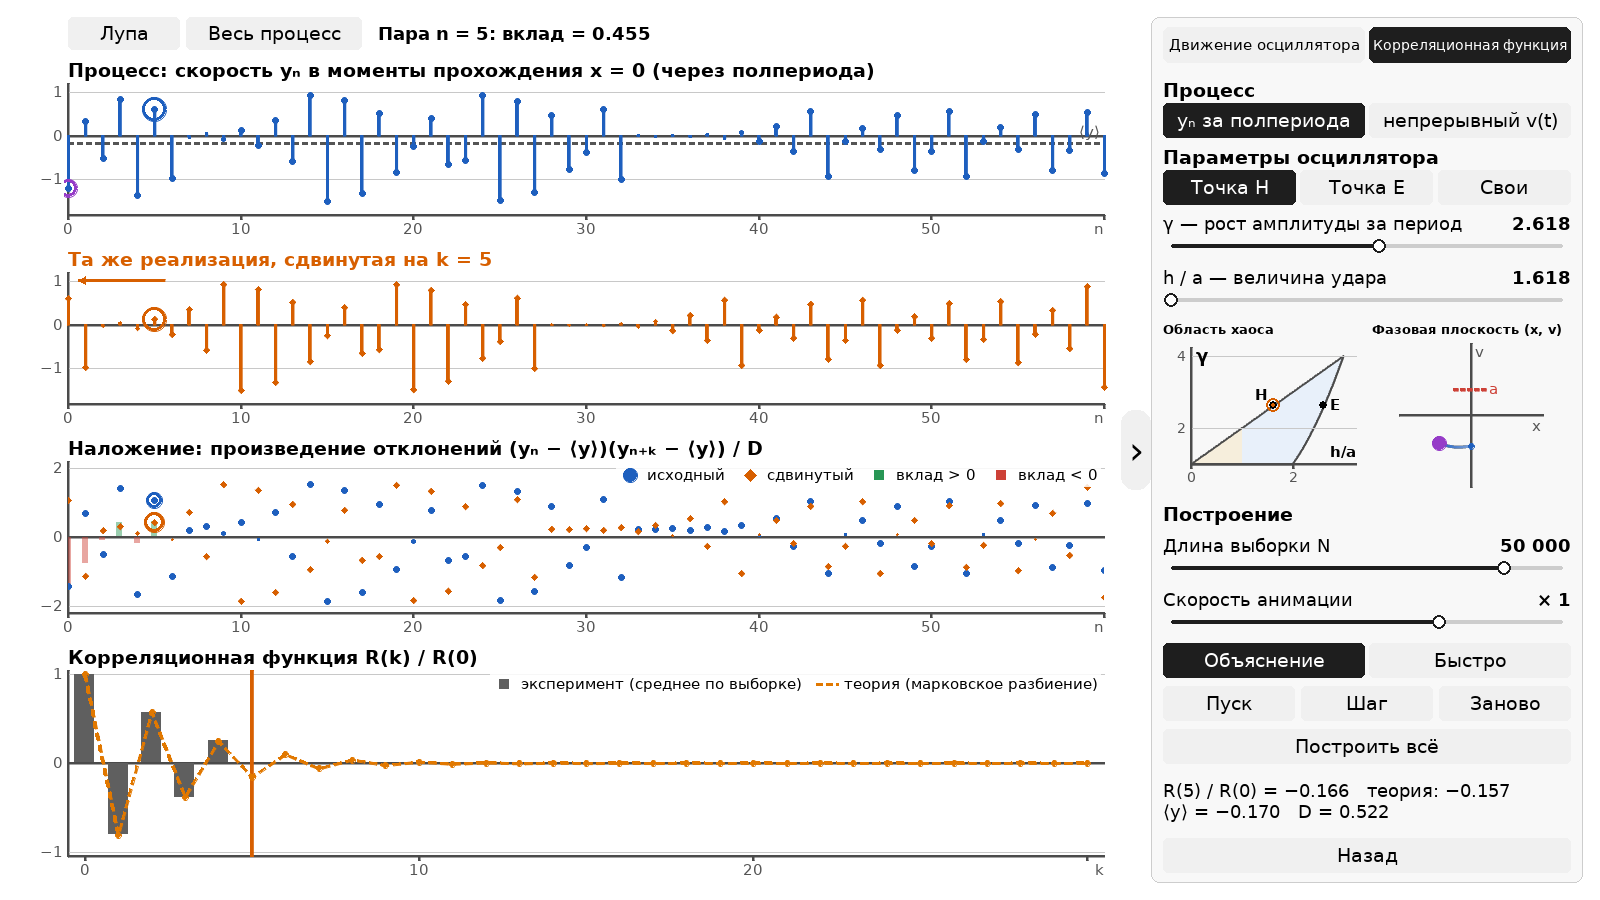 Лупа
Весь процесс
Пара n = 5: вклад = 0.455
Процесс: скорость yₙ в моменты прохождения x = 0 (через полпериода)
1
0
−1
⟨y⟩
0 10 20 30 40 50 n
Та же реализация, сдвинутая на k = 5
1
0
−1
0 10 20 30 40 50 n
Наложение: произведение отклонений (yₙ − ⟨y⟩)(yₙ₊ₖ − ⟨y⟩) / D
исходный сдвинутый вклад > 0 вклад < 0
2
0
−2
0 10 20 30 40 50 n
Корреляционная функция R(k) / R(0)
эксперимент (среднее по выборке) теория (марковское разбиение)
1
0
−1
0 10 20 k
›
Движение осциллятора
Корреляционная функция
Процесс
yₙ за полпериода
непрерывный v(t)
Параметры осциллятора
Точка H
Точка E
Свои
γ — рост амплитуды за период 2.618
h / a — величина удара 1.618
Область хаоса
4
2
0 2
γ
H
E
h/a
Фазовая плоскость (x, v)
v
a
x
Построение
Длина выборки N 50 000
Скорость анимации × 1
Объяснение
Быстро
Пуск
Шаг
Заново
Построить всё
R(5) / R(0) = −0.166 теория: −0.157
⟨y⟩ = −0.170 D = 0.522
Назад